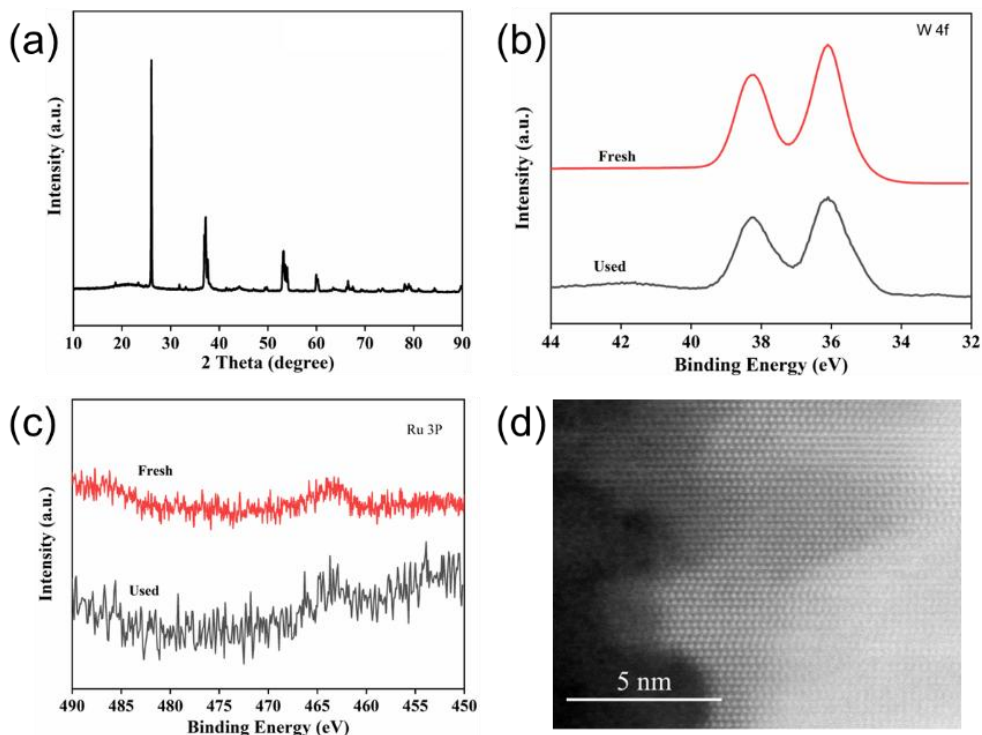 (a)
Intensity (a.u.)
10 20 30 40 50 60 70 80 90
2 Theta (degree)
(b)
W 4f
Intensity (a.u.)
Fresh
Used
44 42 40 38 36 34 32
Binding Energy (eV)
(c)
Ru 3P
Intensity (a.u.)
Fresh
Used
490 485 480 475 470 465 460 455 450
Binding Energy (eV)
(d)
5 nm